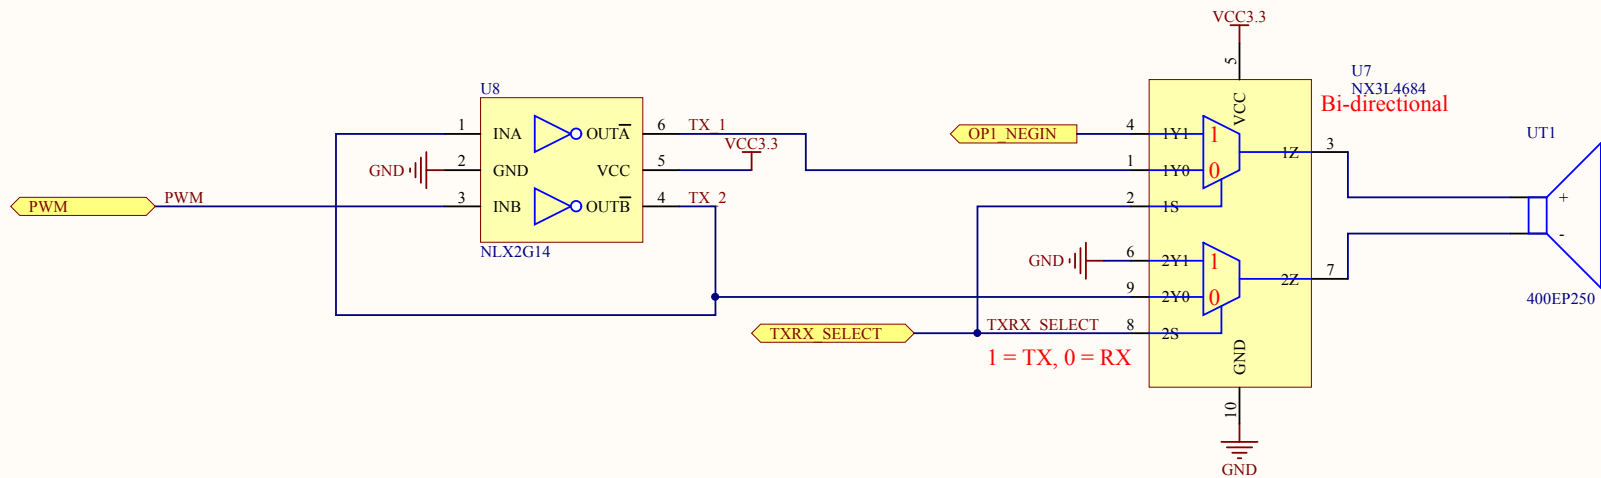 VCC3.3
5
U7
NX3L4684
Bi-directional
VCC
U8
1 INA OUTA 6 TX_1
GND 2 GND VCC 5 VCC3.3
PWM PWM 3 INB OUTB 4 TX_2
NLX2G14
OP1_NEGIN 4 1Y1 1
1 1Y0 0
1Z 3
2 1S
GND 6 2Y1 1
9 2Y0 0
2Z 7
TXRX_SELECT TXRX_SELECT 8 2S
1 = TX, 0 = RX
GND
10
GND
UT1
+
-
400EP250